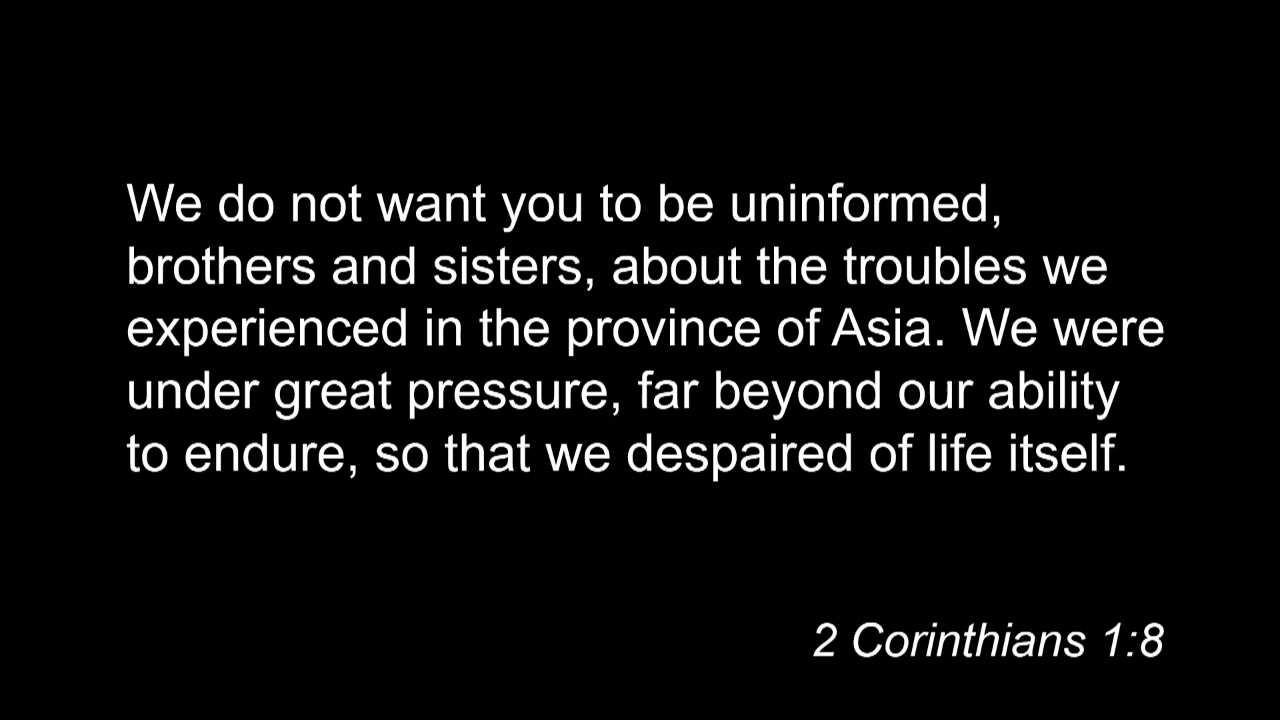 We do not want you to be uninformed,
brothers and sisters, about the troubles we
experienced in the province of Asia. We were
under great pressure, far beyond our ability
to endure, so that we despaired of life itself.
2 Corinthians 1:8